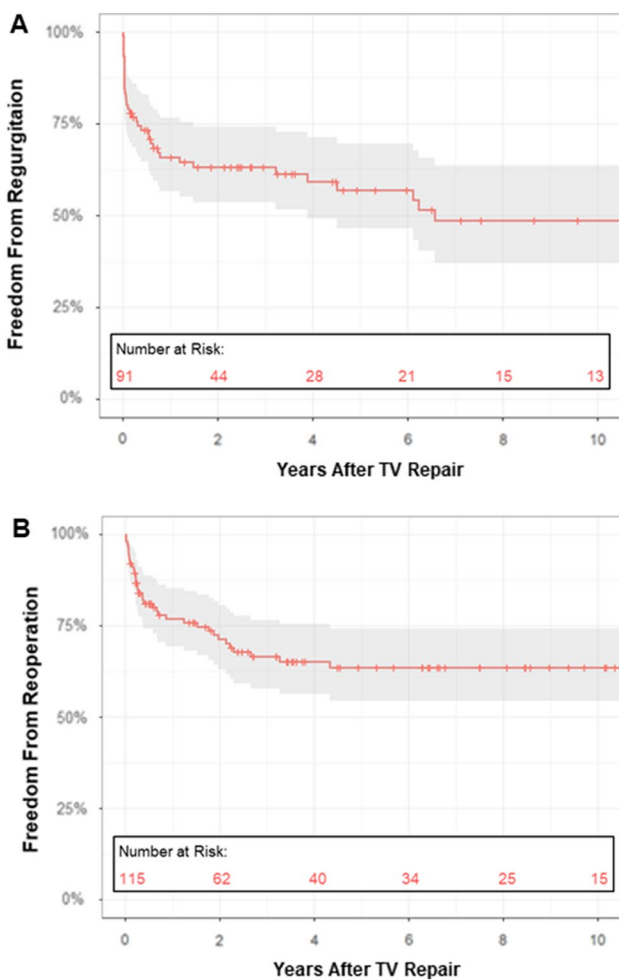 A
100%
75%
50%
25%
0%
Freedom From Regurgitaion
Number at Risk:
91 44 28 21 15 13
0 2 4 6 8 10
Years After TV Repair
B
100%
75%
50%
25%
0%
Freedom From Reoperation
Number at Risk:
115 62 40 34 25 15
0 2 4 6 8 10
Years After TV Repair